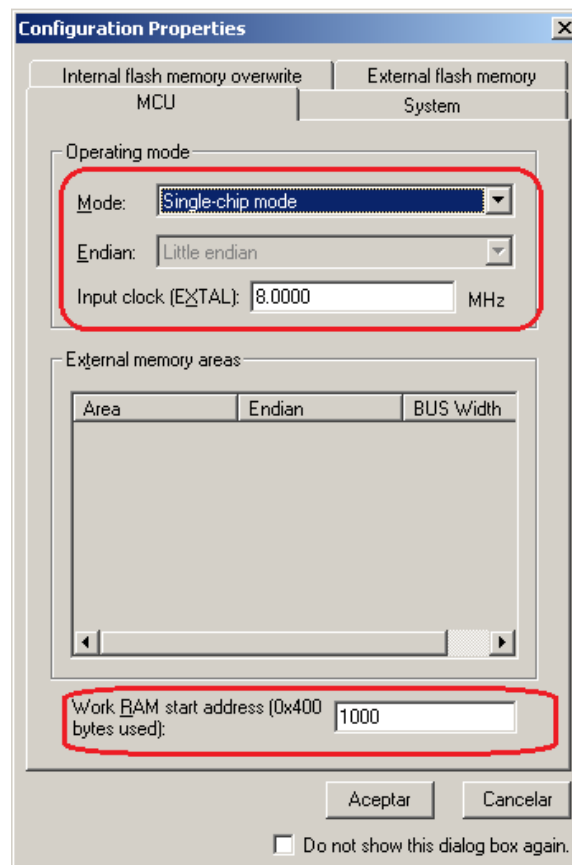 Configuration Properties
Internal flash memory overwrite
External flash memory
MCU
System
Operating mode
Mode:
Single-chip mode
Endian:
Little endian
Input clock (EXTAL):
8.0000
MHz
External memory areas
Area
Endian
BUS Width
Work RAM start address (0x400
bytes used):
1000
Aceptar
Cancelar
Do not show this dialog box again.